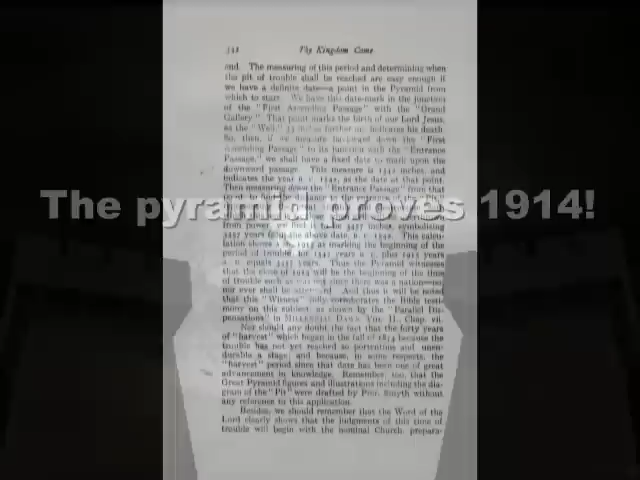 342 Thy Kingdom Come
end. The measuring of this period and determining when
the pit of trouble shall be reached are easy enough if
we have a definite date—a point in the Pyramid from
which to start. We have this date-mark in the junction
of the "First Ascending Passage" with the "Grand
Gallery." That point marks the birth of our Lord Jesus,
as the "Well," 33 inches farther on, indicates his death.
So, then, if we measure backward down the "First
Ascending Passage" to its junction with the "Entrance
Passage," we shall have a fixed date to mark upon the
downward passage. This measure is 1542 inches, and
indicates the year B. C. 1542, as the date at that point.
Then measuring down the "Entrance Passage" from that
The pyramid proves 1914!
from power, we find it to be 3457 inches, symbolizing
3457 years from the above date, B. C. 1542. This calcu-
lation shows A. D. 1915 as marking the beginning of the
period of trouble; for 1542 years B. C. plus 1915 years
A. D. equals 3457 years. Thus the Pyramid witnesses
that the close of 1914 will be the beginning of the time
of trouble such as was not since there was a nation—no,
nor ever shall be afterward. And thus it will be noted
that this "Witness" fully corroborates the Bible testi-
mony on this subject, as shown by the "Parallel Dis-
pensations" in MILLENNIAL DAWN, VOL. II., Chap. vii.
Nor should any doubt the fact that the forty years
of "harvest" which began in the fall of 1874 because the
trouble has not yet reached so portentous and unen-
durable a stage; and because, in some respects, the
"harvest" period since that date has been one of great
advancement in knowledge. Remember, too, that the
Great Pyramid figures and illustrations including the dia-
gram of the "Pit" were drafted by Prof. Smyth without
any reference to this application.
Besides, we should remember that the Word of the
Lord clearly shows that the judgments of this time of
trouble will begin with the nominal Church, prepara-